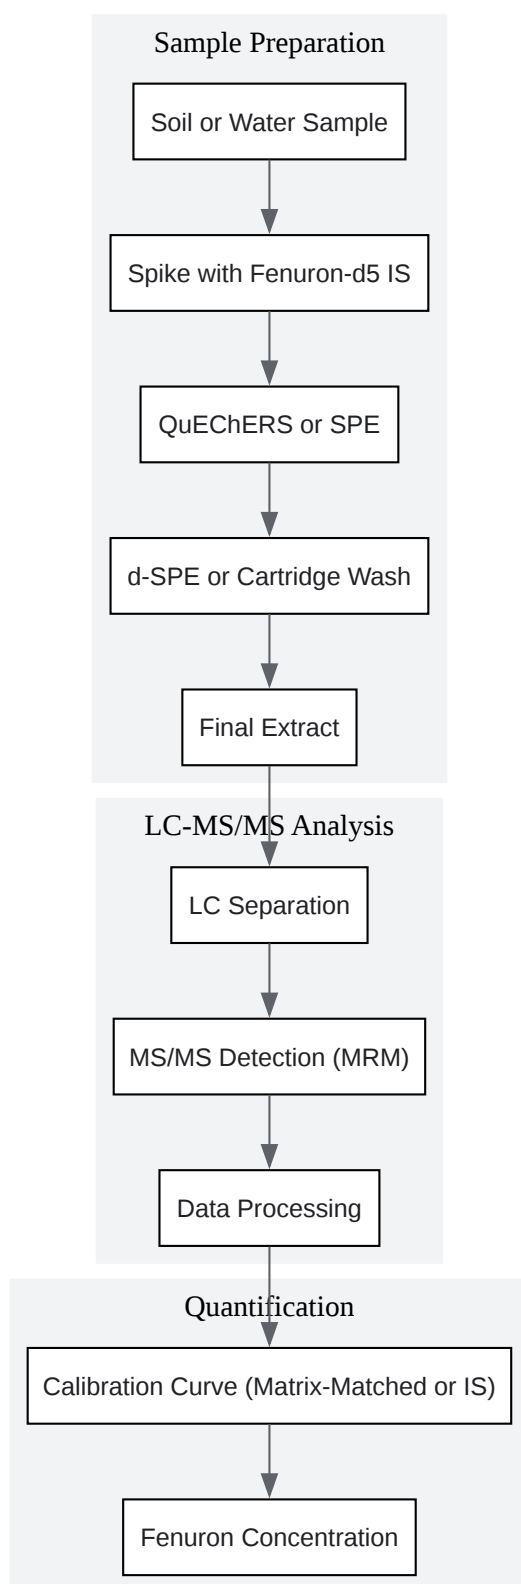 Sample Preparation
Soil or Water Sample
Spike with Fenuron-d5 IS
QuEChERS or SPE
d-SPE or Cartridge Wash
Final Extract
LC-MS/MS Analysis
LC Separation
MS/MS Detection (MRM)
Data Processing
Quantification
Calibration Curve (Matrix-Matched or IS)
Fenuron Concentration